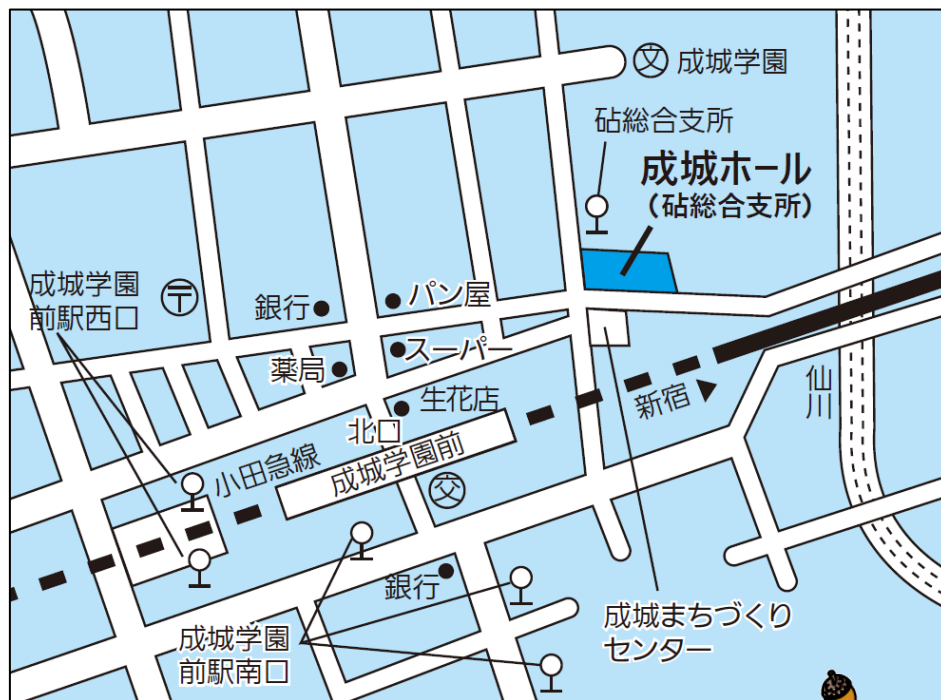 文 成城学園
砧総合支所
成城ホール
（砧総合支所）
成城学園
前駅西口
〒
銀行
パン屋
スーパー
薬局
生花店
北口
新宿
仙川
小田急線
成城学園前
交
銀行
成城まちづくり
センター
成城学園
前駅南口